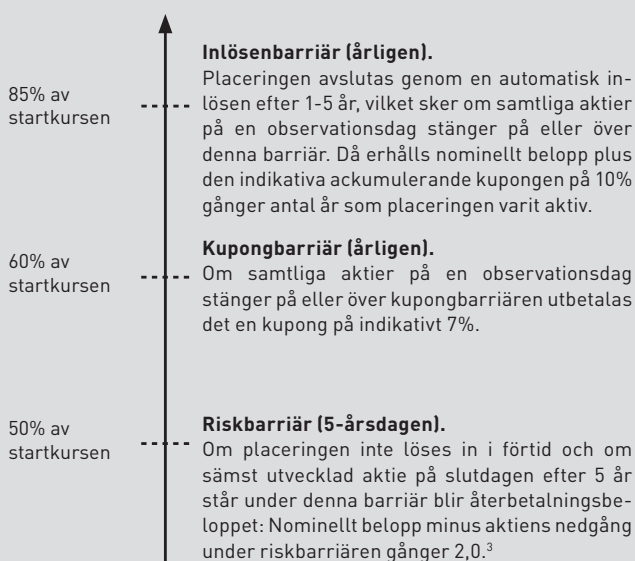 85% av
startkursen
Inlösenbarriär (årligen).
Placeringen avslutas genom en automatisk in-
lösen efter 1-5 år, vilket sker om samtliga aktier
på en observationsdag stänger på eller över
denna barriär. Då erhålls nominellt belopp plus
den indikativa ackumulerande kupongen på 10%
gånger antal år som placeringen varit aktiv.
60% av
startkursen
Kupongbarriär (årligen).
Om samtliga aktier på en observationsdag
stänger på eller över kupongbarriären utbetalas
det en kupong på indikativt 7%.
50% av
startkursen
Riskbarriär (5-årsdagen).
Om placeringen inte löses in i förtid och om
sämst utvecklad aktie på slutdagen efter 5 år
står under denna barriär blir återbetalningsbe-
loppet: Nominellt belopp minus aktiens nedgång
under riskbarriären gånger 2,0.³